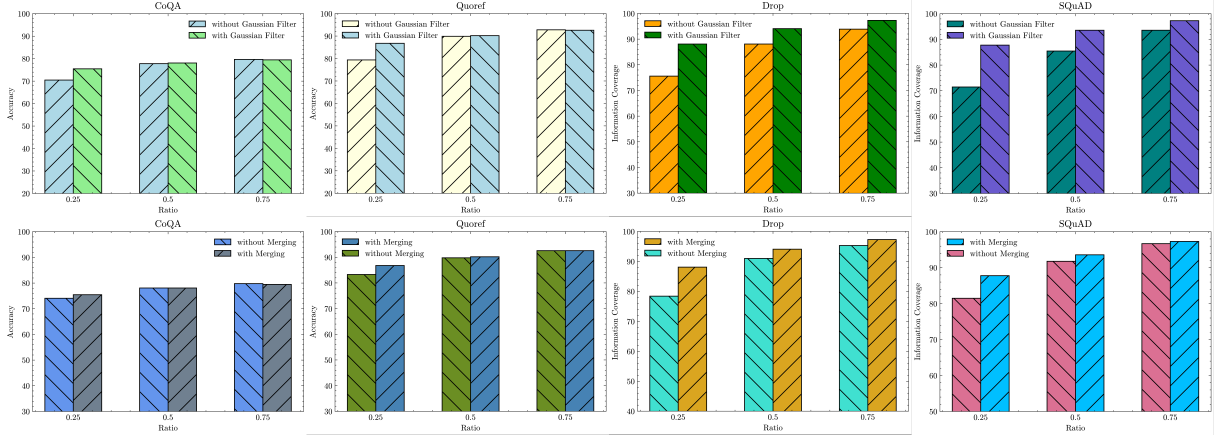 CoQA
100
90
80
70
60
50
40
30
20
Accuracy
without Gaussian Filter
with Gaussian Filter
0.25
0.5
0.75
Ratio
Quoref
100
90
80
70
60
50
40
30
20
Accuracy
without Gaussian Filter
with Gaussian Filter
0.25
0.5
0.75
Ratio
Drop
100
90
80
70
60
50
40
30
Information Coverage
without Gaussian Filter
with Gaussian Filter
0.25
0.5
0.75
Ratio
SQuAD
100
90
80
70
60
50
40
30
Information Coverage
without Gaussian Filter
with Gaussian Filter
0.25
0.5
0.75
Ratio
CoQA
100
90
80
70
60
50
40
30
Accuracy
without Merging
with Merging
0.25
0.5
0.75
Ratio
Quoref
100
90
80
70
60
50
40
30
Accuracy
with Merging
without Merging
0.25
0.5
0.75
Ratio
Drop
100
90
80
70
60
50
40
Information Coverage
with Merging
without Merging
0.25
0.5
0.75
Ratio
SQuAD
100
90
80
70
60
50
Information Coverage
with Merging
without Merging
0.25
0.5
0.75
Ratio